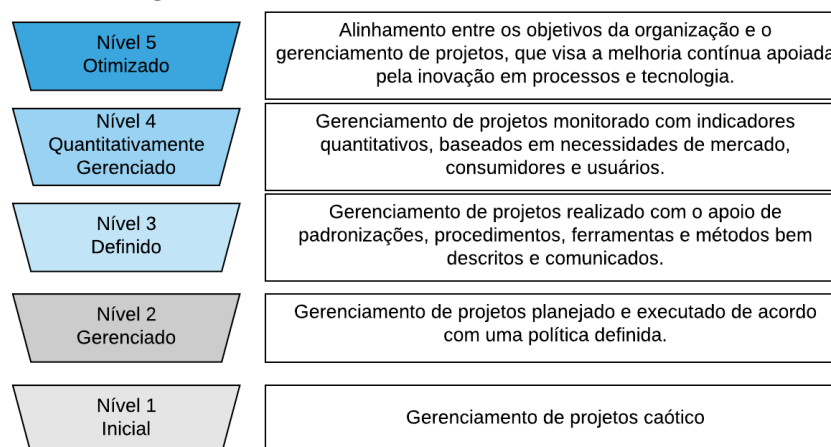 Nível 5
Otimizado
Alinhamento entre os objetivos da organização e o
gerenciamento de projetos, que visa a melhoria contínua apoiada
pela inovação em processos e tecnologia.
Nível 4
Quantitativamente
Gerenciado
Gerenciamento de projetos monitorado com indicadores
quantitativos, baseados em necessidades de mercado,
consumidores e usuários.
Nível 3
Definido
Gerenciamento de projetos realizado com o apoio de
padronizações, procedimentos, ferramentas e métodos bem
descritos e comunicados.
Nível 2
Gerenciado
Gerenciamento de projetos planejado e executado de acordo
com uma política definida.
Nível 1
Inicial
Gerenciamento de projetos caótico